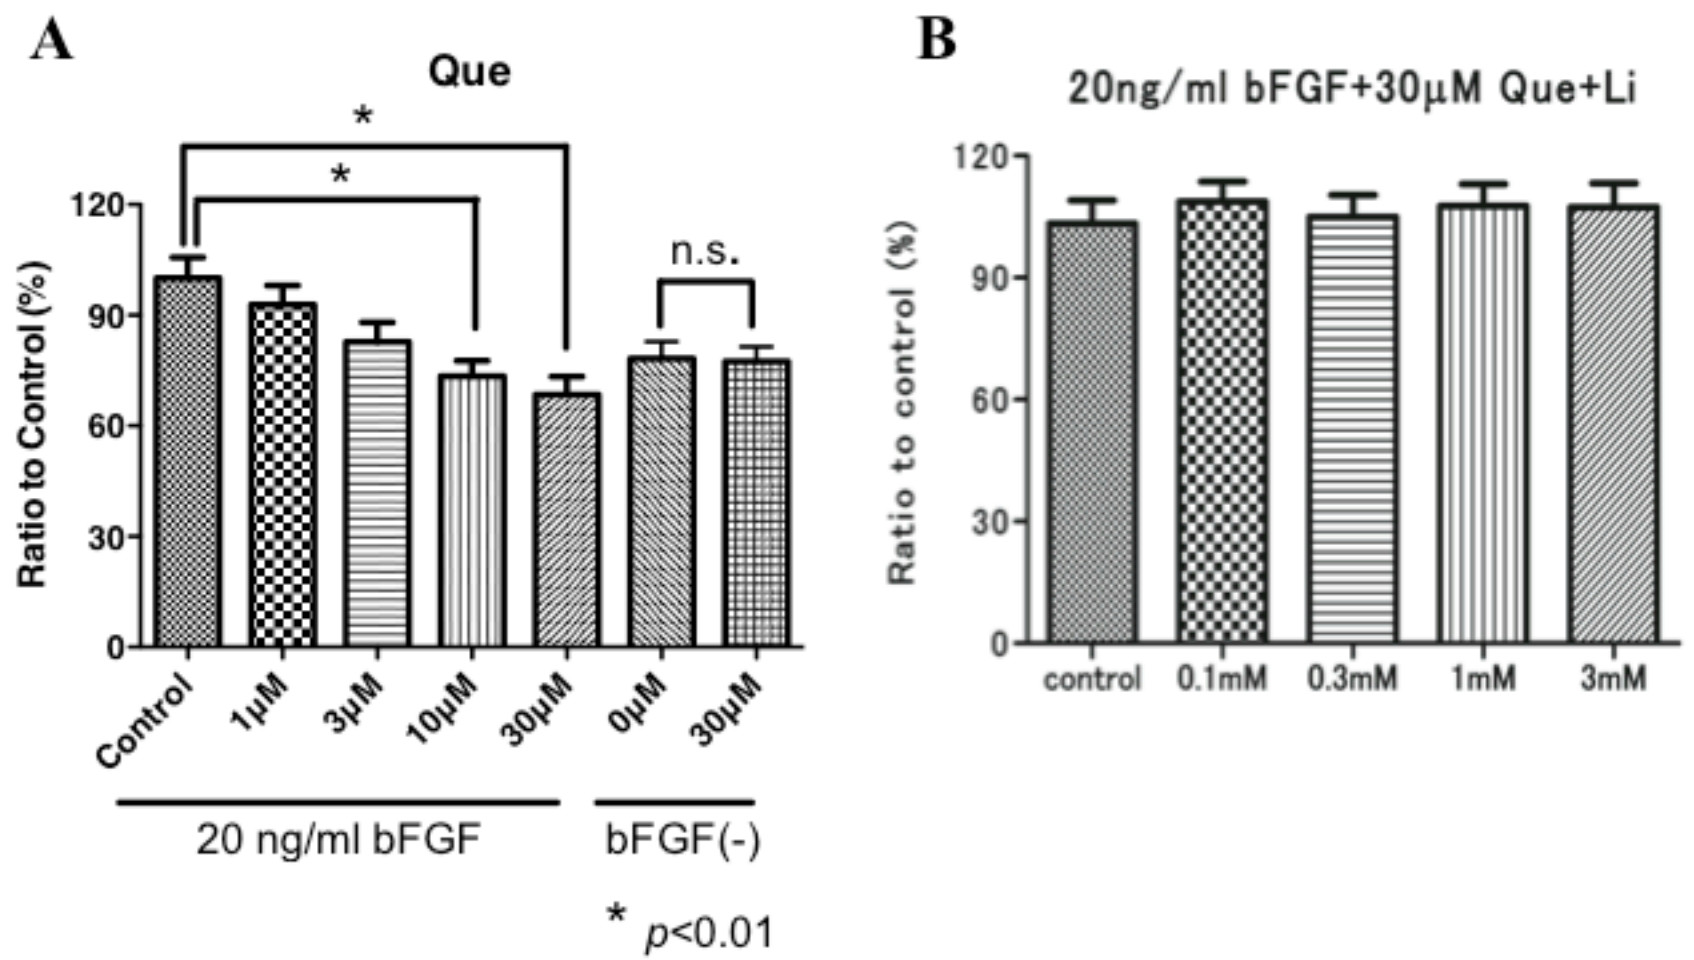 A
Que
*
*
n.s.
Ratio to Control (%)
120
90
60
30
0
Control
1μM
3μM
10μM
30μM
0μM
30μM
20 ng/ml bFGF
bFGF(-)
* p<0.01
B
20ng/ml bFGF+30μM Que+Li
Ratio to control (%)
120
90
60
30
0
control
0.1mM
0.3mM
1mM
3mM